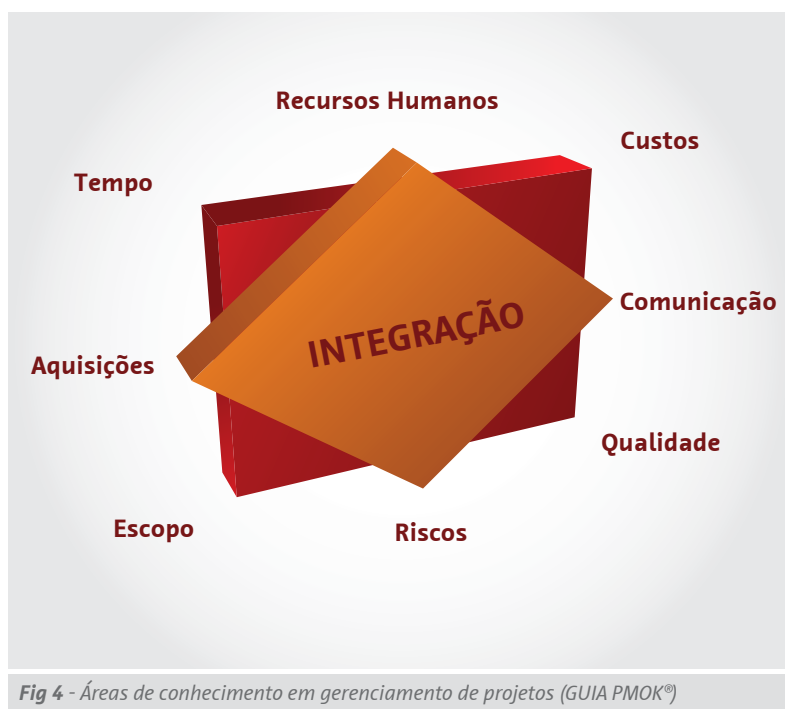 Recursos Humanos
Custos
Tempo
Comunicação
INTEGRAÇÃO
Aquisições
Qualidade
Escopo
Riscos
Fig 4 - Áreas de conhecimento em gerenciamento de projetos (GUIA PMOK®)